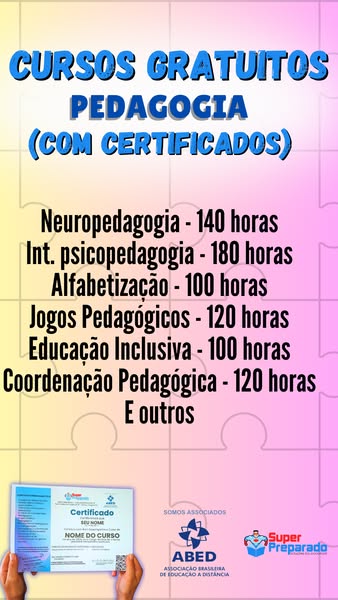 CURSOS GRATUITOS
PEDAGOGIA
(COM CERTIFICADOS)
Neuropedagogia - 140 horas
Int. psicopedagogia - 180 horas
Alfabetização - 100 horas
Jogos Pedagógicos - 120 horas
Educação Inclusiva - 100 horas
Coordenação Pedagógica - 120 horas
E outros
Certificado
SEU NOME
NOME DO CURSO
SOMOS ASSOCIADOS
ABED
ASSOCIAÇÃO BRASILEIRA
DE EDUCAÇÃO A DISTÂNCIA
Super
Preparado